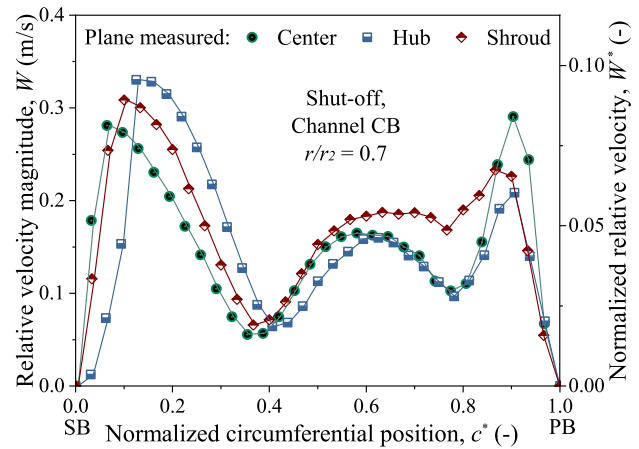 Plane measured: Center Hub Shroud
Shut-off,
Channel CB
r/r₂ = 0.7
Relative velocity magnitude, W (m/s)
0.4
0.3
0.2
0.1
0.0
Normalized relative velocity, W* (-)
0.10
0.05
0.00
0.0 0.2 0.4 0.6 0.8 1.0
SB PB
Normalized circumferential position, c* (-)